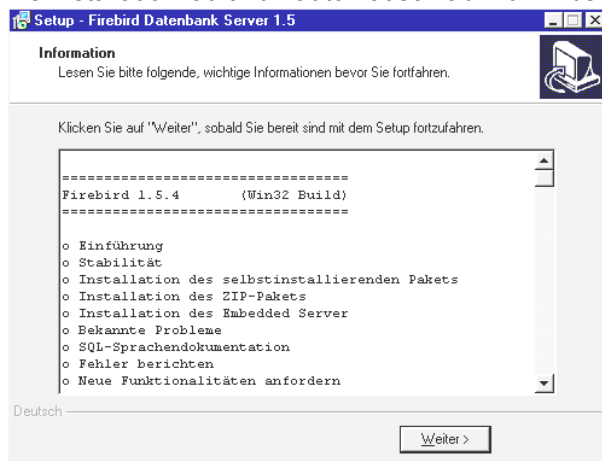 Setup - Firebird Datenbank Server 1.5
Information
Lesen Sie bitte folgende, wichtige Informationen bevor Sie fortfahren.
Klicken Sie auf "Weiter", sobald Sie bereit sind mit dem Setup fortzufahren.
==================================
Firebird 1.5.4 (Win32 Build)
==================================
o Einführung
o Stabilität
o Installation des selbstinstallierenden Pakets
o Installation des ZIP-Pakets
o Installation des Embedded Server
o Bekannte Probleme
o SQL-Sprachendokumentation
o Fehler berichten
o Neue Funktionalitäten anfordern
Deutsch
Weiter >